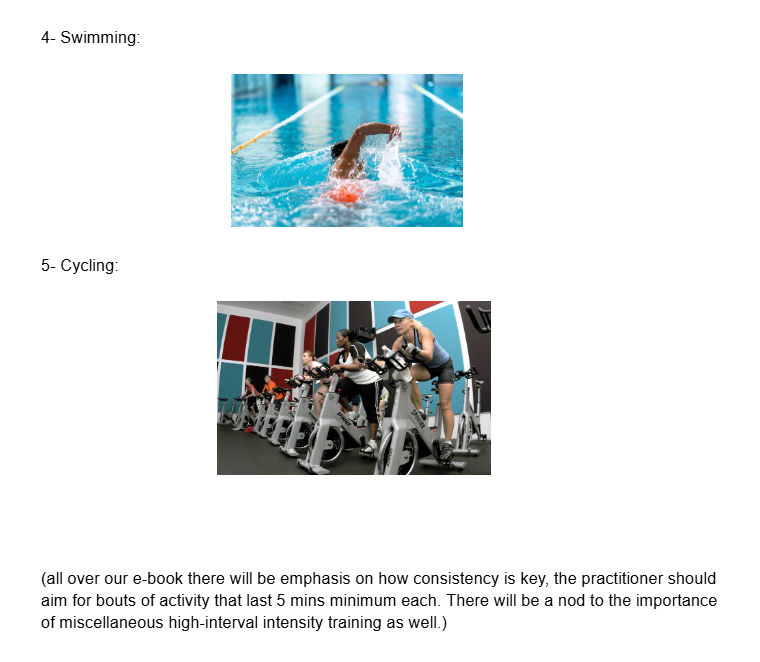 4- Swimming:
5- Cycling:
(all over our e-book there will be emphasis on how consistency is key, the practitioner should
aim for bouts of activity that last 5 mins minimum each. There will be a nod to the importance
of miscellaneous high-interval intensity training as well.)